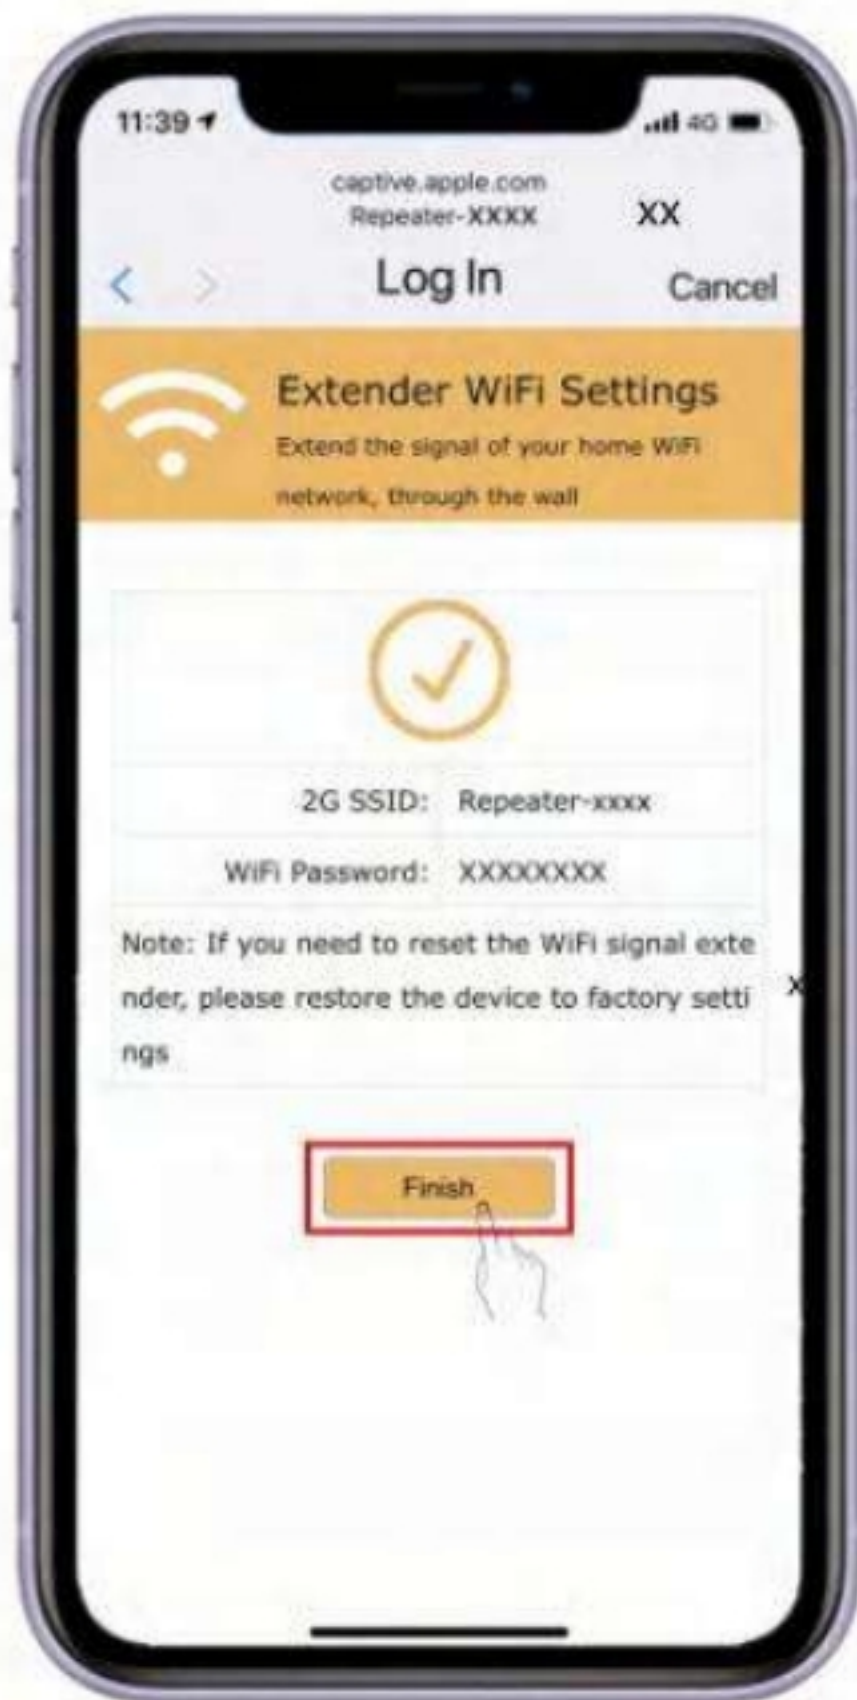 11:39
4G
captive.apple.com
Repeater-XXXX
XX
Log In
Cancel
Extender WiFi Settings
Extend the signal of your home WiFi
network, through the wall
2G SSID: Repeater-xxxx
WiFi Password: XXXXXXXX
Note: If you need to reset the WiFi signal exte
nder, please restore the device to factory setti
x
ngs
Finish